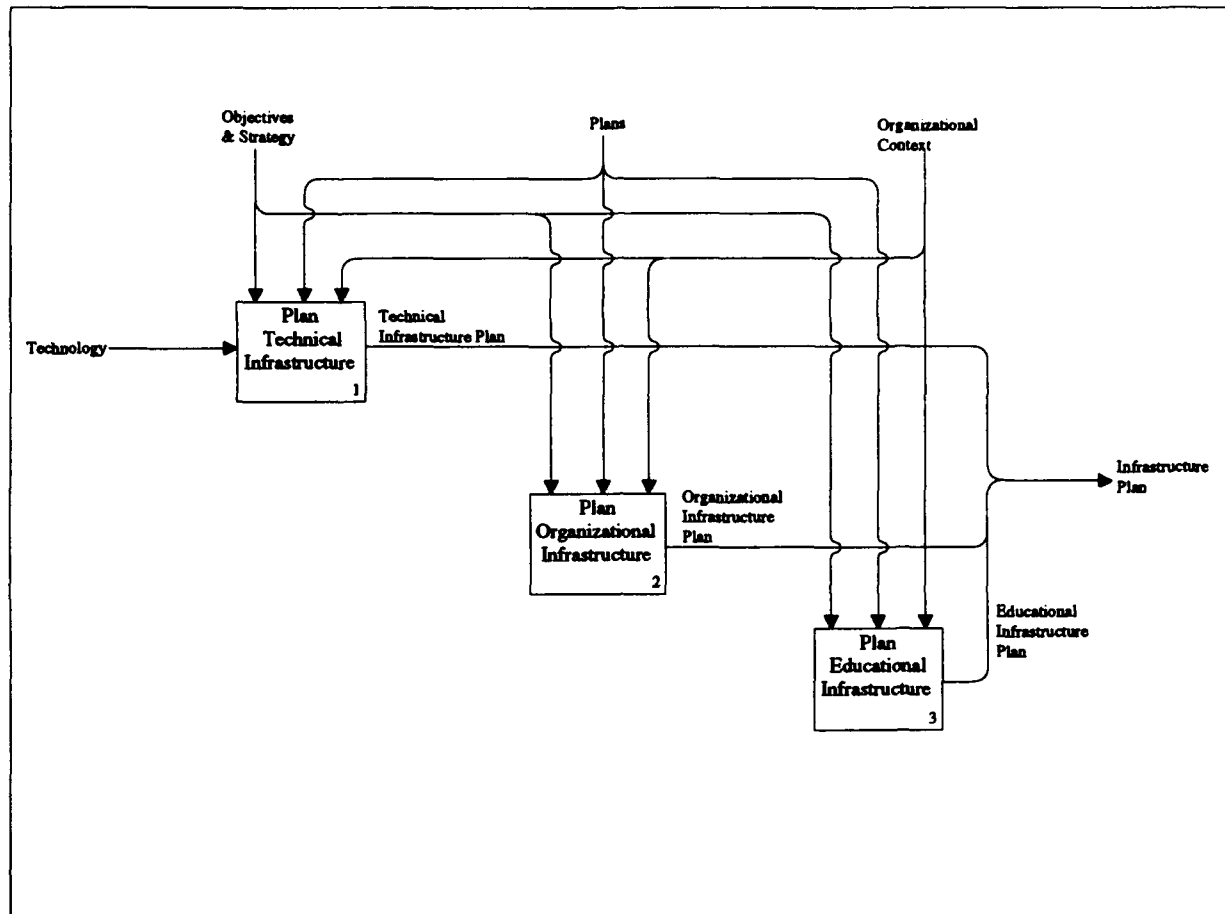 Objectives
& Strategy
Plans
Organizational
Context
Technology
Plan
Technical
Infrastructure
1
Technical
Infrastructure Plan
Infrastructure
Plan
Plan
Organizational
Infrastructure
2
Organizational
Infrastructure
Plan
Educational
Infrastructure
Plan
Plan
Educational
Infrastructure
3